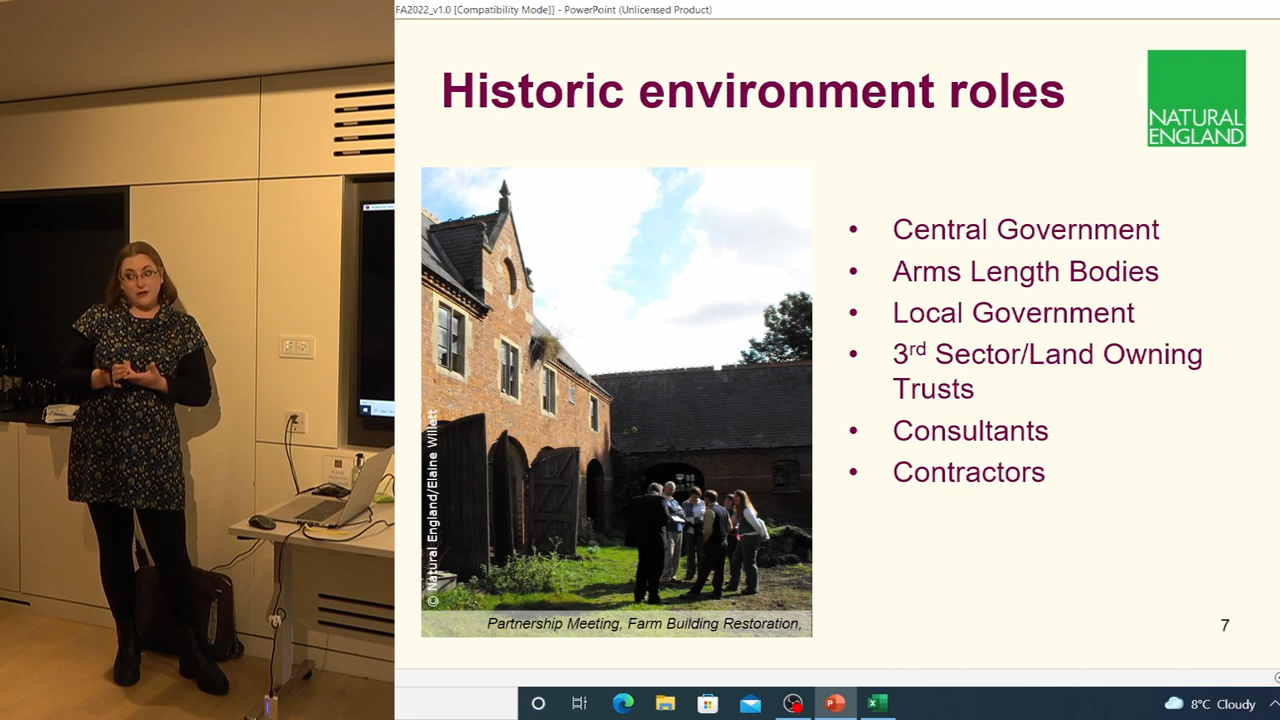 FA2022_v1.0 [Compatibility Mode]] - PowerPoint (Unlicensed Product)
Historic environment roles
NATURAL
ENGLAND
• Central Government
• Arms Length Bodies
• Local Government
• 3rd Sector/Land Owning
Trusts
• Consultants
• Contractors
© Natural England/Elaine Willett
Partnership Meeting, Farm Building Restoration,
7
8°C Cloudy